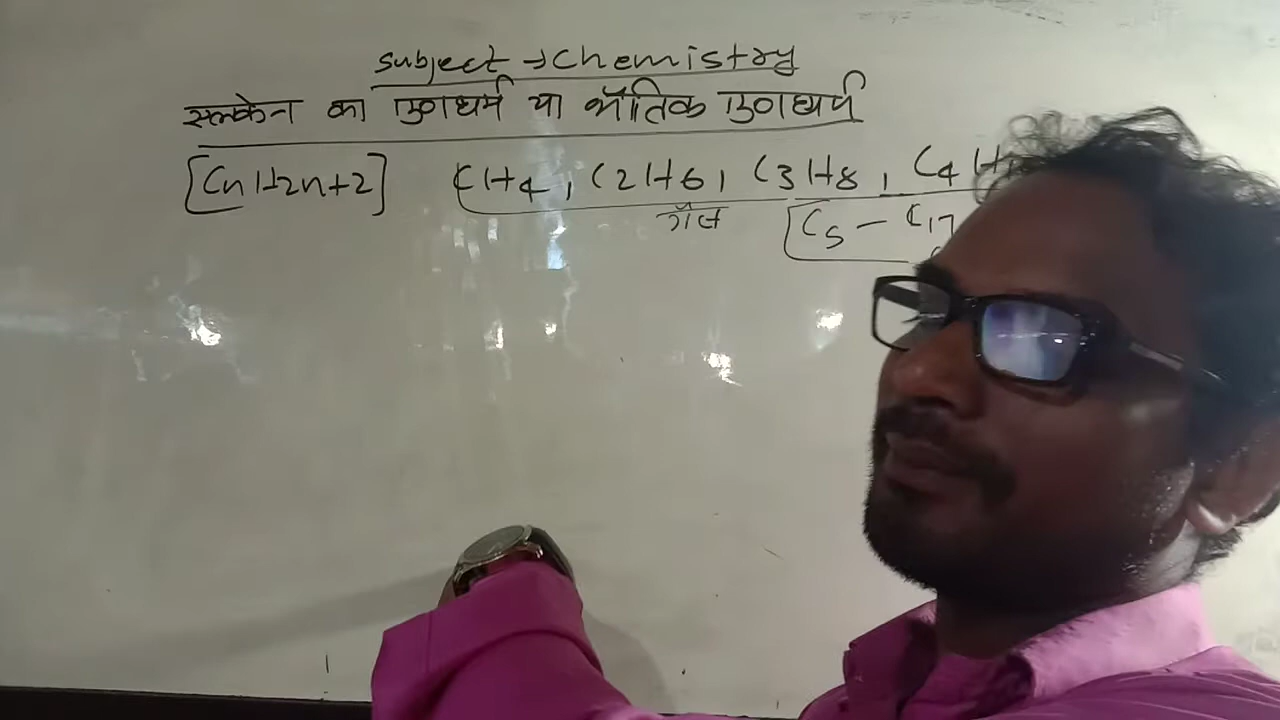 Subject → Chemistry
एल्केन का गुणधर्म या भौतिक गुणधर्म
[CnH2n+2] CH4, C2H6, C3H8, C4H
गैस [C5 - C17